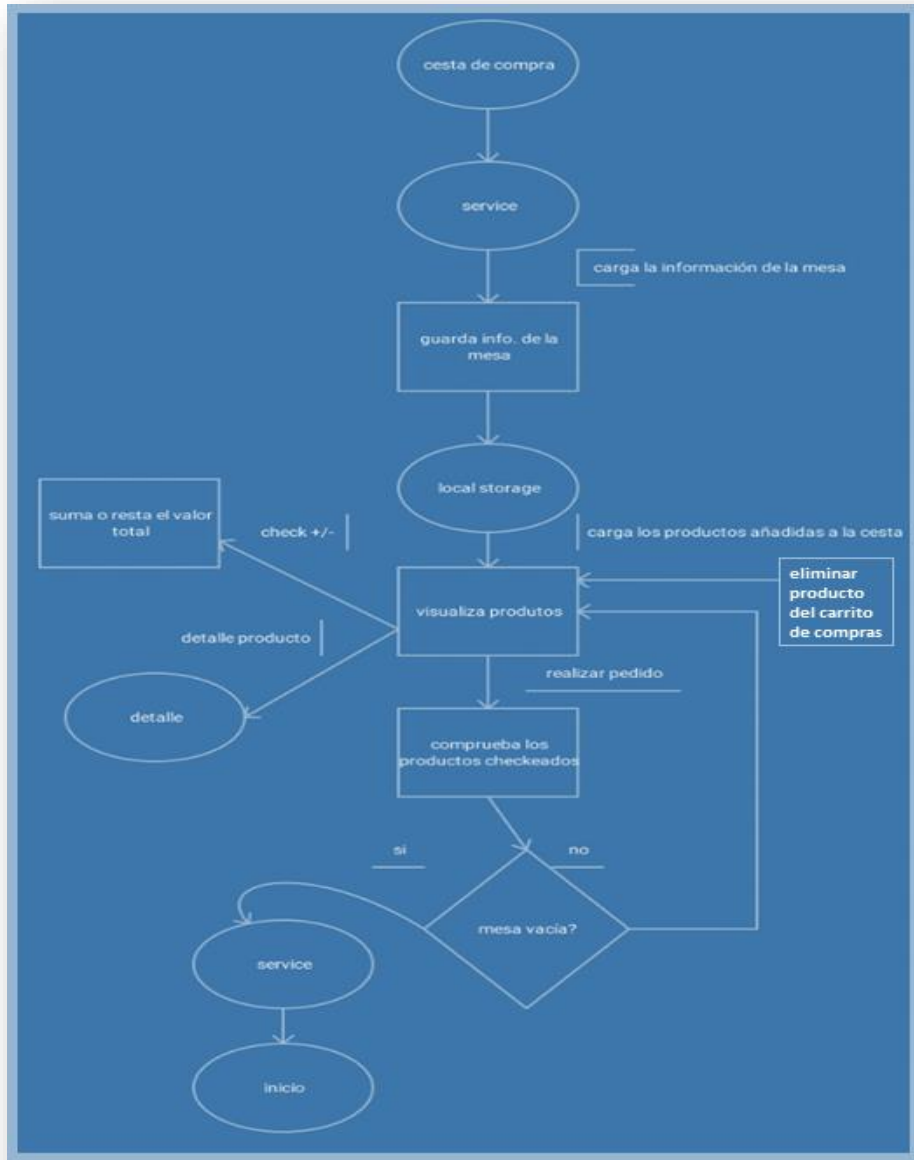 cesta de compra
service
carga la información de la mesa
guarda info. de la
mesa
local storage
suma o resta el valor
total
check +/-
carga los productos añadidas a la cesta
eliminar
producto
del carrito
de compras
visualiza produtos
detalle producto
realizar pedido
detalle
comprueba los
productos checkeados
si
no
mesa vacía?
service
inicio